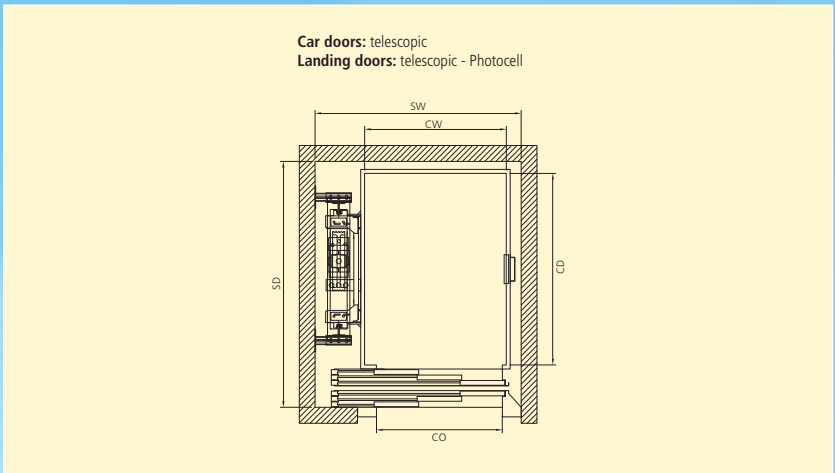 Car doors: telescopic
Landing doors: telescopic - Photocell
SW
CW
SD
CD
CO